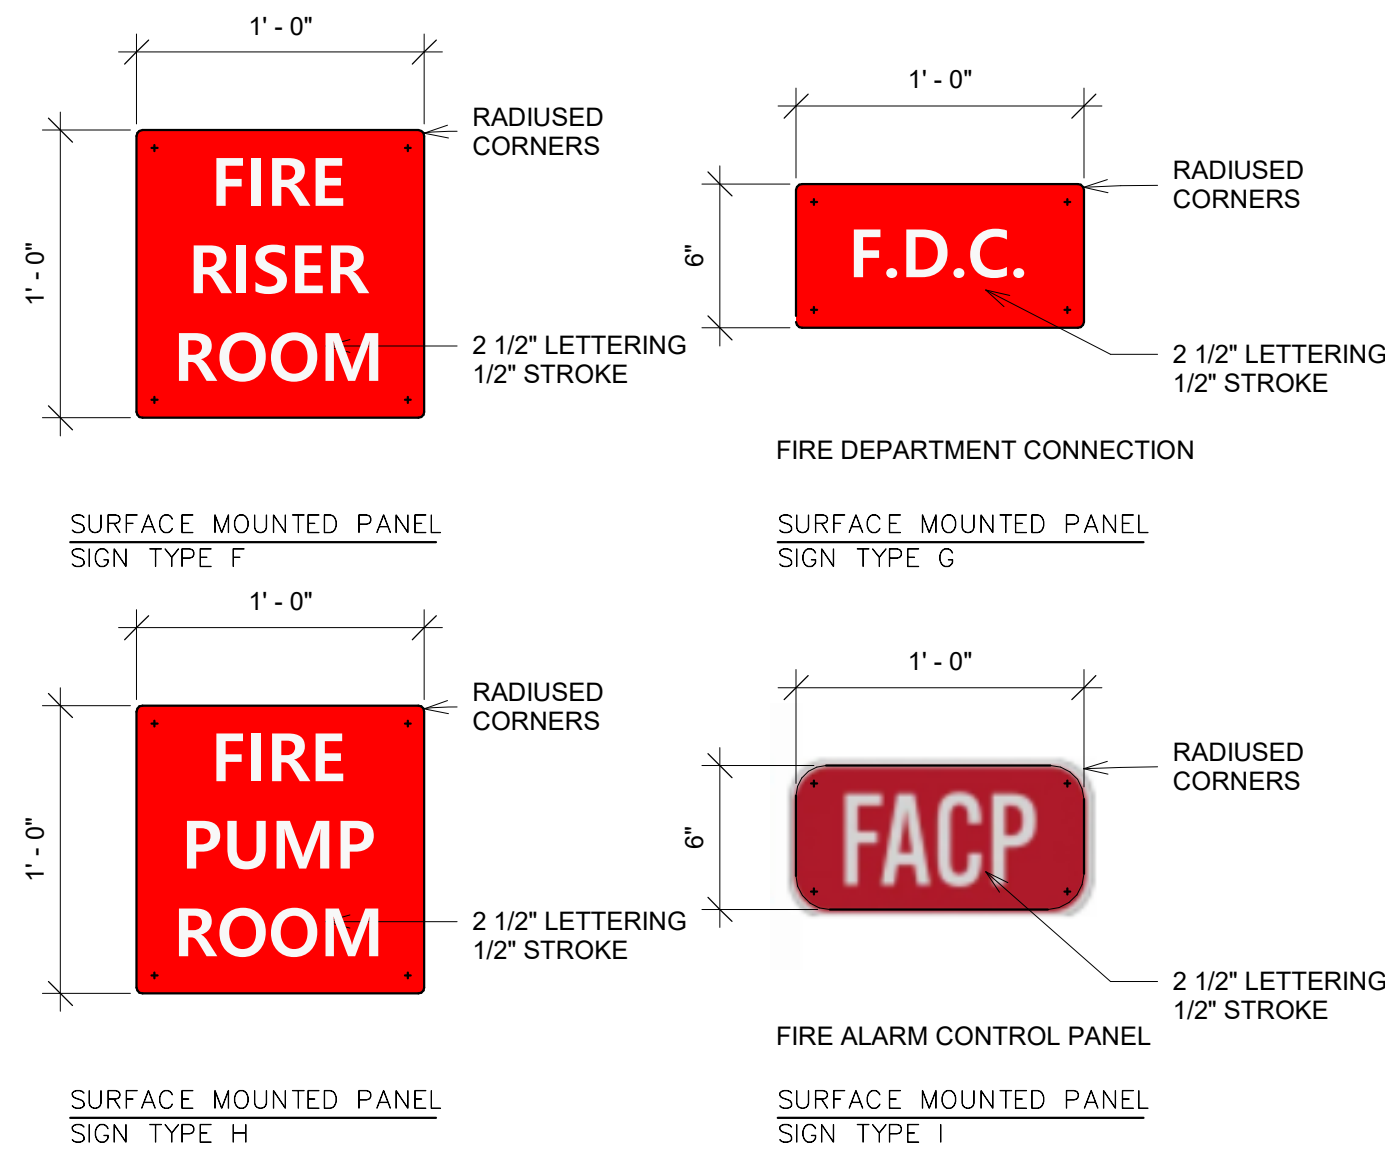 1' - 0"
1' - 0"
FIRE
RISER
ROOM
RADIUSED
CORNERS
2 1/2" LETTERING
1/2" STROKE
SURFACE MOUNTED PANEL
SIGN TYPE F
1' - 0"
6"
F.D.C.
RADIUSED
CORNERS
2 1/2" LETTERING
1/2" STROKE
FIRE DEPARTMENT CONNECTION
SURFACE MOUNTED PANEL
SIGN TYPE G
1' - 0"
1' - 0"
FIRE
PUMP
ROOM
RADIUSED
CORNERS
2 1/2" LETTERING
1/2" STROKE
SURFACE MOUNTED PANEL
SIGN TYPE H
1' - 0"
6"
FACP
RADIUSED
CORNERS
2 1/2" LETTERING
1/2" STROKE
FIRE ALARM CONTROL PANEL
SURFACE MOUNTED PANEL
SIGN TYPE I